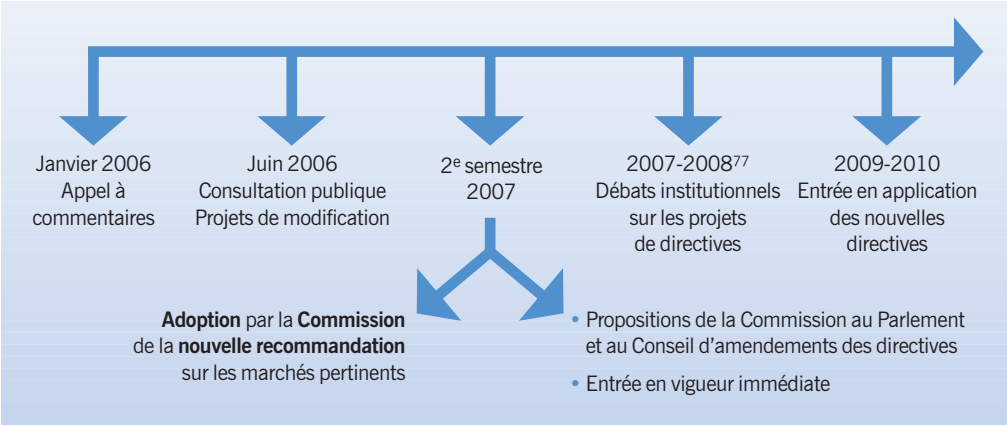 Janvier 2006
Appel à
commentaires
Juin 2006
Consultation publique
Projets de modification
2e semestre
2007
2007-200877
Débats institutionnels
sur les projets
de directives
2009-2010
Entrée en application
des nouvelles
directives
Adoption par la Commission
de la nouvelle recommandation
sur les marchés pertinents
• Propositions de la Commission au Parlement
et au Conseil d'amendements des directives
• Entrée en vigueur immédiate